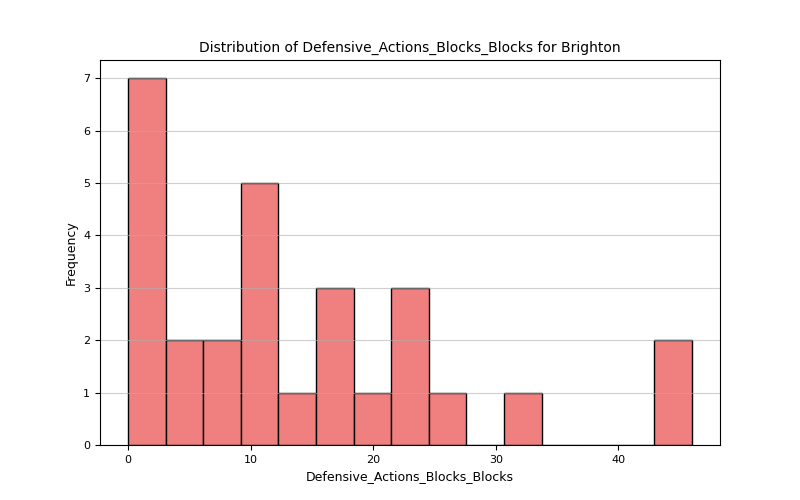 Distribution of Defensive_Actions_Blocks_Blocks for Brighton
7
6
5
4
3
2
1
0
Frequency
0 10 20 30 40
Defensive_Actions_Blocks_Blocks